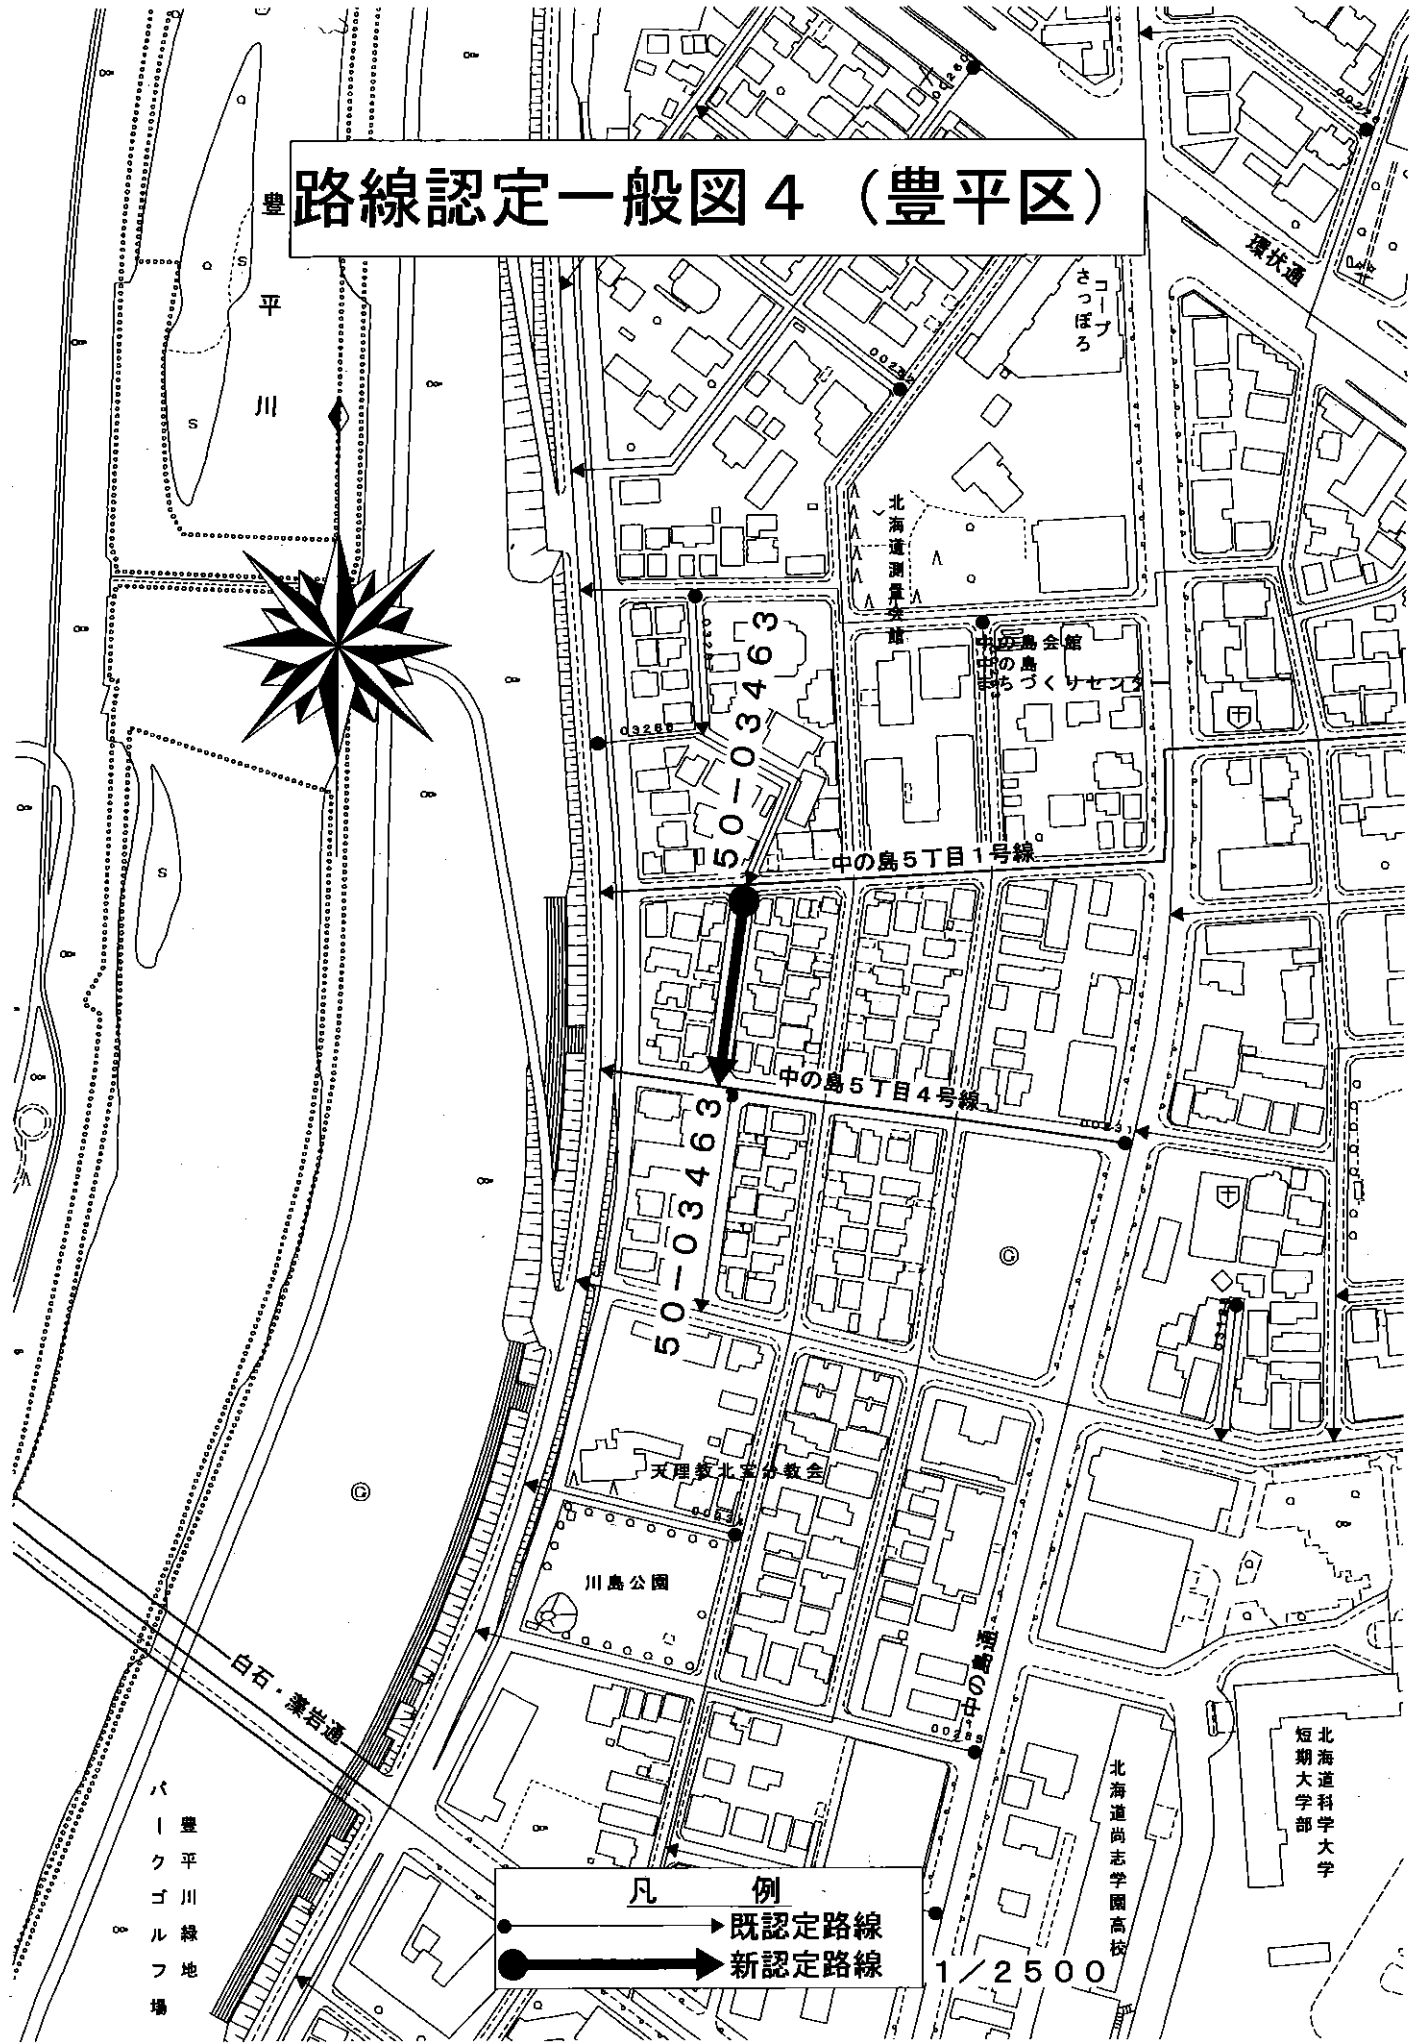 路線認定一般図４（豊平区）
豊平川
環状通
コープ
さっぽろ
北海道測量会館
中の島会館
中の島
まちづくりセンタ
03286
50-03463
中の島５丁目１号線
中の島５丁目４号線
50-03463
天理教北宝分教会
川島公園
中の島通
白石・藻岩通
豊平川緑地
パークゴルフ場
北海道尚志学園高校
北海道科学大学
短期大学部
凡 例
既認定路線
新認定路線
1/2500